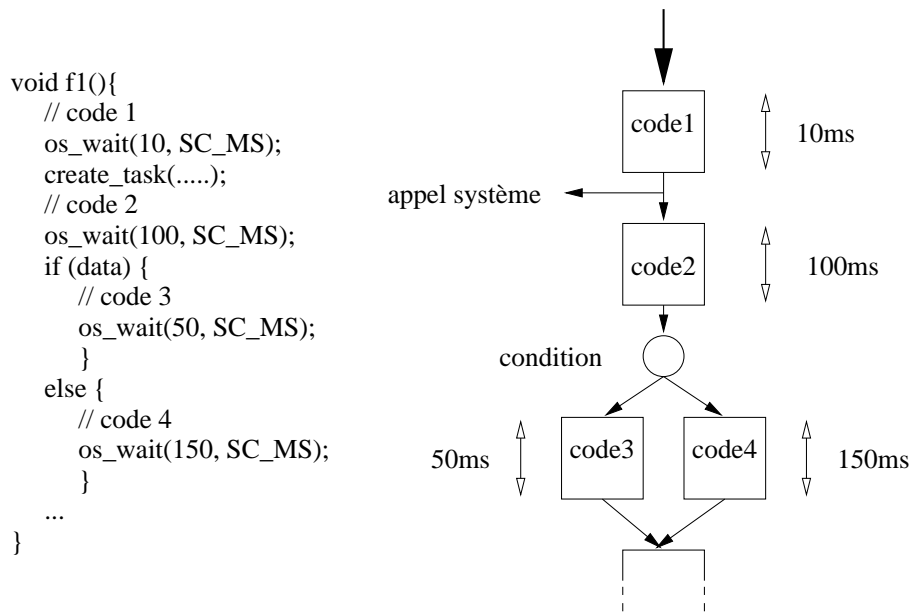 void f1(){
// code 1
os_wait(10, SC_MS);
create_task(.....);
// code 2
os_wait(100, SC_MS);
if (data) {
// code 3
os_wait(50, SC_MS);
}
else {
// code 4
os_wait(150, SC_MS);
}
...
}
code1
10ms
appel système
code2
100ms
condition
50ms
code3
code4
150ms